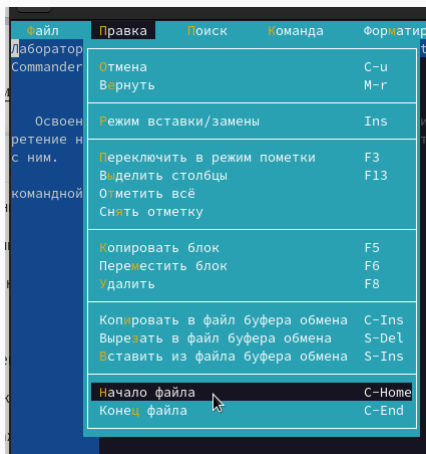 Файл Правка Поиск Команда Формати
Лаборатор
Commander
Отмена C-u
Вернуть M-r
Освоен
Режим вставки/замены Ins
ретение н
с ним.
Переключить в режим пометки F3
Выделить столбцы F13
командной
Отметить всё
Снять отметку
Копировать блок F5
Переместить блок F6
Удалить F8
Копировать в файл буфера обмена C-Ins
Вырезать в файл буфера обмена S-Del
Вставить из файла буфера обмена S-Ins
Начало файла C-Home
Конец файла C-End